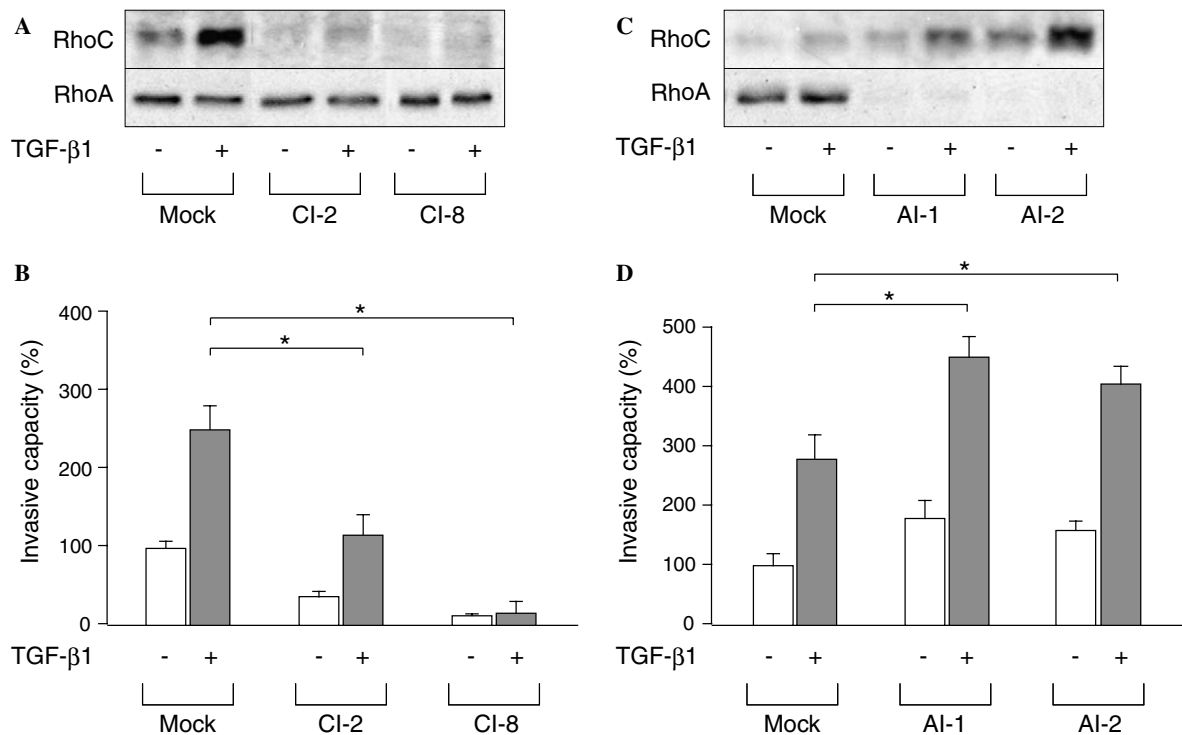 A
RhoC
RhoA
TGF-β1 - + - + - +
Mock CI-2 CI-8
B
Invasive capacity (%)
400
300
200
100
0
* *
TGF-β1 - + - + - +
Mock CI-2 CI-8
C
RhoC
RhoA
TGF-β1 - + - + - +
Mock AI-1 AI-2
D
Invasive capacity (%)
500
400
300
200
100
0
* *
TGF-β1 - + - + - +
Mock AI-1 AI-2